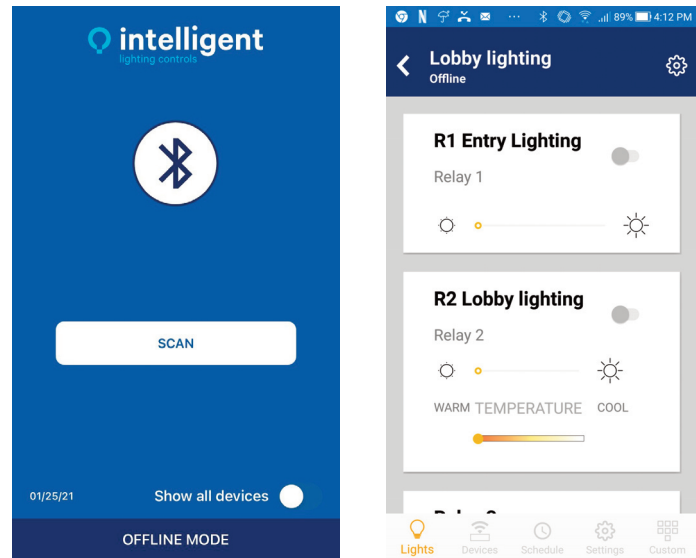 intelligent
lighting controls
SCAN
01/25/21
Show all devices
OFFLINE MODE
N 89% 4:12 PM
Lobby lighting
Offline
R1 Entry Lighting
Relay 1
R2 Lobby lighting
Relay 2
WARM TEMPERATURE COOL
Lights Devices Schedule Settings Custom